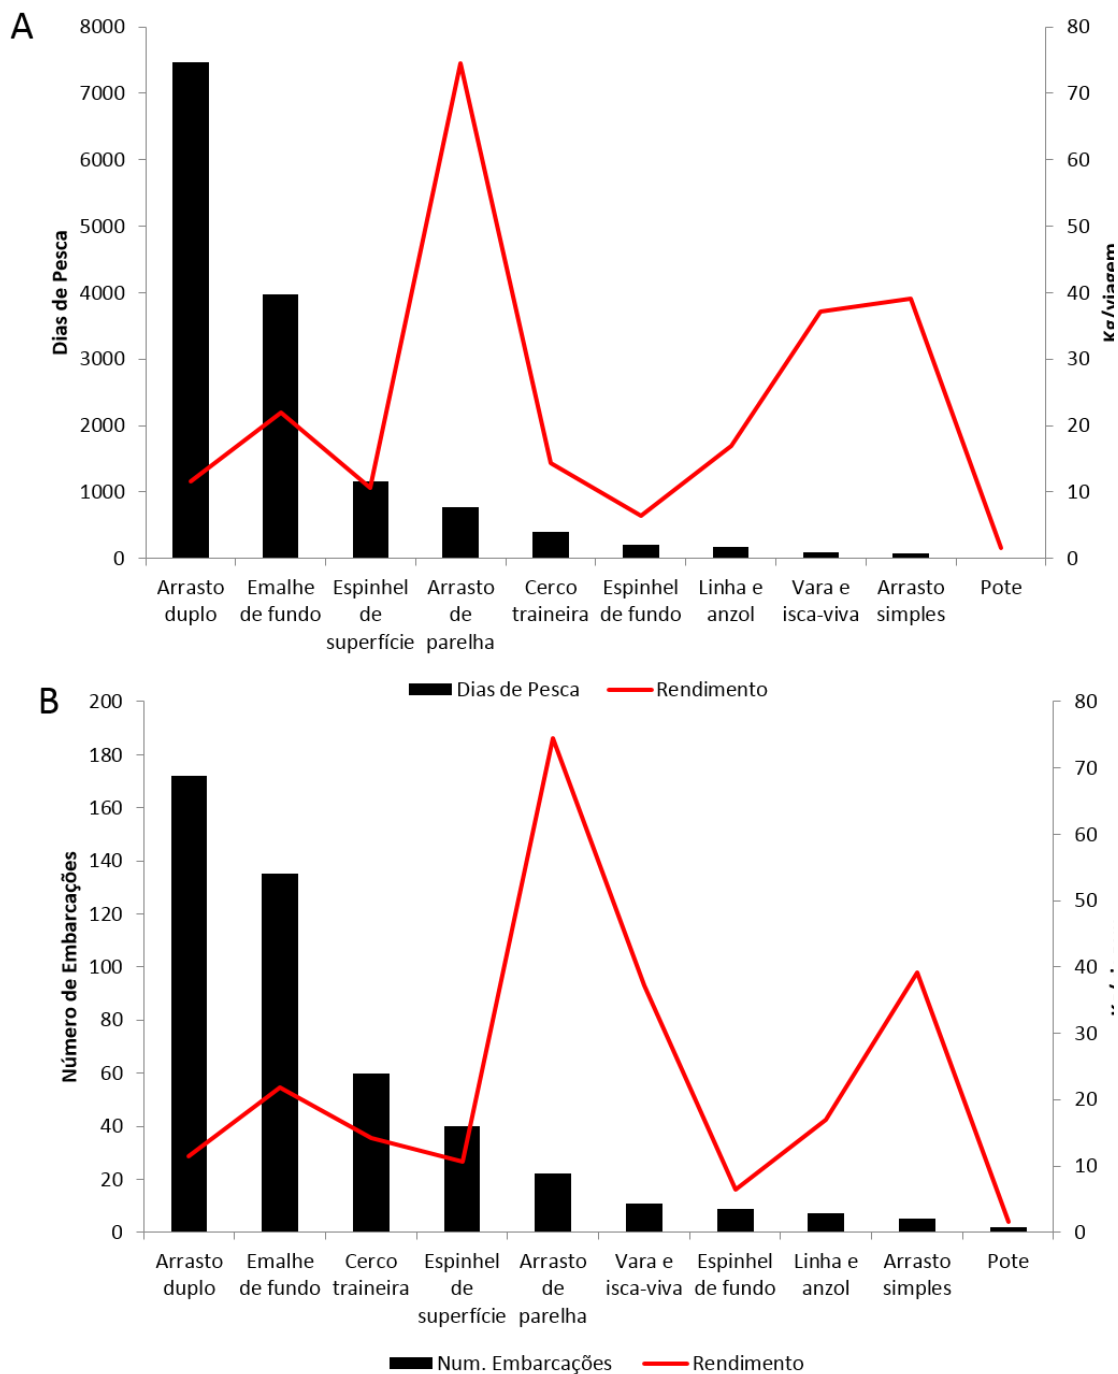 A
8000
7000
6000
5000
4000
3000
2000
1000
0
Dias de Pesca
80
70
60
50
40
30
20
10
0
Kg/viagem
Arrasto duplo
Emalhe de fundo
Espinhel de superfície
Arrasto de parelha
Cerco traineira
Espinhel de fundo
Linha e anzol
Vara e isca-viva
Arrasto simples
Pote
Dias de Pesca
Rendimento
B
200
180
160
140
120
100
80
60
40
20
0
Número de Embarcações
80
70
60
50
40
30
20
10
0
Arrasto duplo
Emalhe de fundo
Cerco traineira
Espinhel de superfície
Arrasto de parelha
Vara e isca-viva
Espinhel de fundo
Linha e anzol
Arrasto simples
Pote
Num. Embarcações
Rendimento